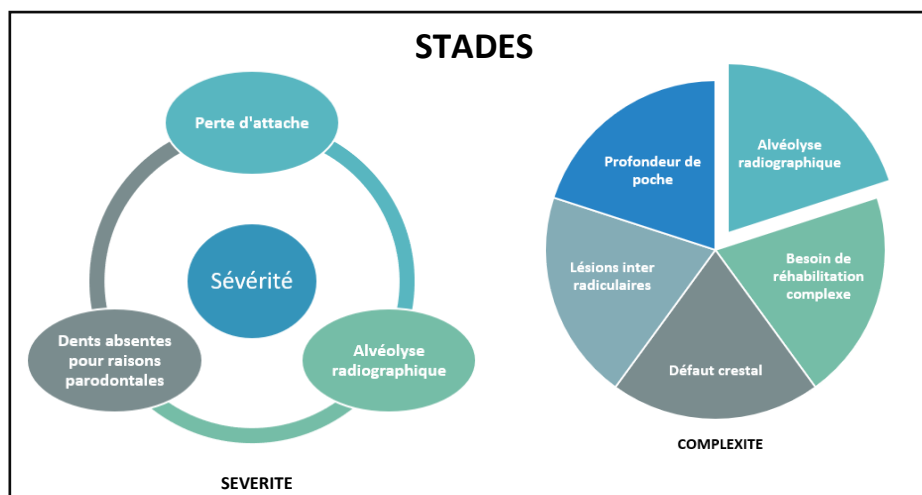 STADES
Perte d'attache
Sévérité
Dents absentes
pour raisons
parodontales
Alvéolyse
radiographique
SEVERITE
Profondeur de
poche
Alvéolyse
radiographique
Lésions inter
radiculaires
Besoin de
réhabilitation
complexe
Défaut crestal
COMPLEXITE